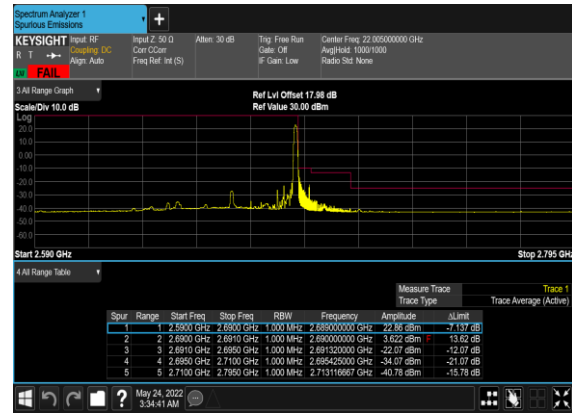 Spectrum Analyzer 1
Spurious Emissions
KEYSIGHT Input: RF Input Z: 50 Ω Atten: 30 dB Trig: Free Run Center Freq: 22.005000000 GHz
R T Coupling: DC Corr CCorr Gate: Off Avg|Hold: 1000/1000
Align: Auto Freq Ref: Int (S) IF Gain: Low Radio Std: None
FAIL
3 All Range Graph
Ref Lvl Offset 17.98 dB
Scale/Div 10.0 dB Ref Value 30.00 dBm
Log
20.0
10.0
0.00
-10.0
-20.0
-30.0
-40.0
-50.0
-60.0
Start 2.590 GHz Stop 2.795 GHz
4 All Range Table
Measure Trace Trace 1
Trace Type Trace Average (Active)
Spur Range Start Freq Stop Freq RBW Frequency Amplitude ΔLimit
1 1 2.5900 GHz 2.6900 GHz 1.000 MHz 2.689000000 GHz 22.86 dBm -7.137 dB
2 2 2.6900 GHz 2.6910 GHz 1.000 MHz 2.690000000 GHz 3.622 dBm F 13.62 dB
3 3 2.6910 GHz 2.6950 GHz 1.000 MHz 2.691320000 GHz -22.07 dBm -12.07 dB
4 4 2.6950 GHz 2.7100 GHz 1.000 MHz 2.695425000 GHz -34.07 dBm -21.07 dB
5 5 2.7100 GHz 2.7950 GHz 1.000 MHz 2.713116667 GHz -40.78 dBm -15.78 dB
May 24, 2022
3:34:41 AM